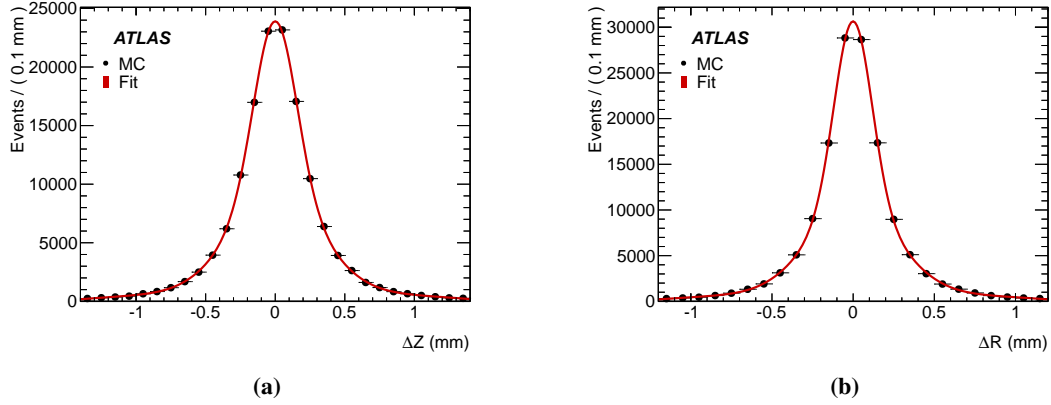 Events / ( 0.1 mm )
25000
20000
15000
10000
5000
0
ATLAS
MC
Fit
-1
-0.5
0
0.5
1
ΔZ (mm)
(a)
Events / ( 0.1 mm )
30000
25000
20000
15000
10000
5000
0
ATLAS
MC
Fit
-1
-0.5
0
0.5
1
ΔR (mm)
(b)